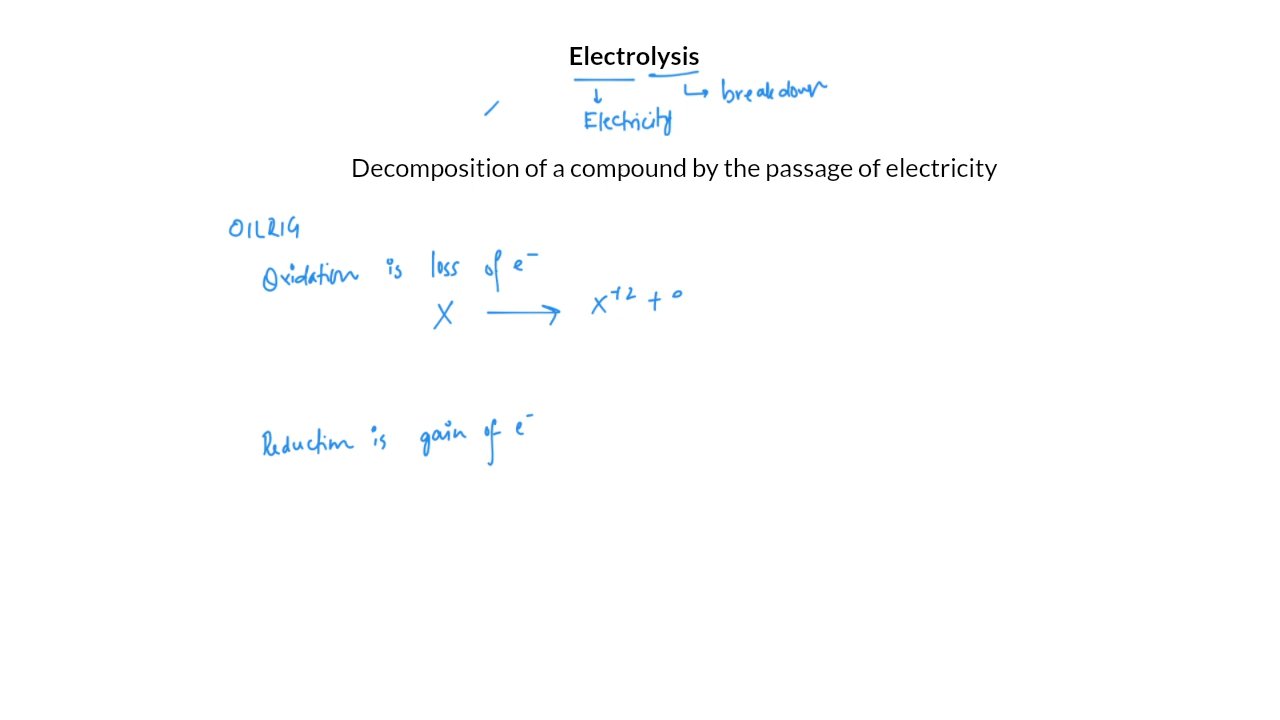 Electrolysis
↓ ↳ breakdown
Electricity
Decomposition of a compound by the passage of electricity
OILRIG
Oxidation is loss of e⁻
X ⟶ X⁺² +
Reduction is gain of e⁻